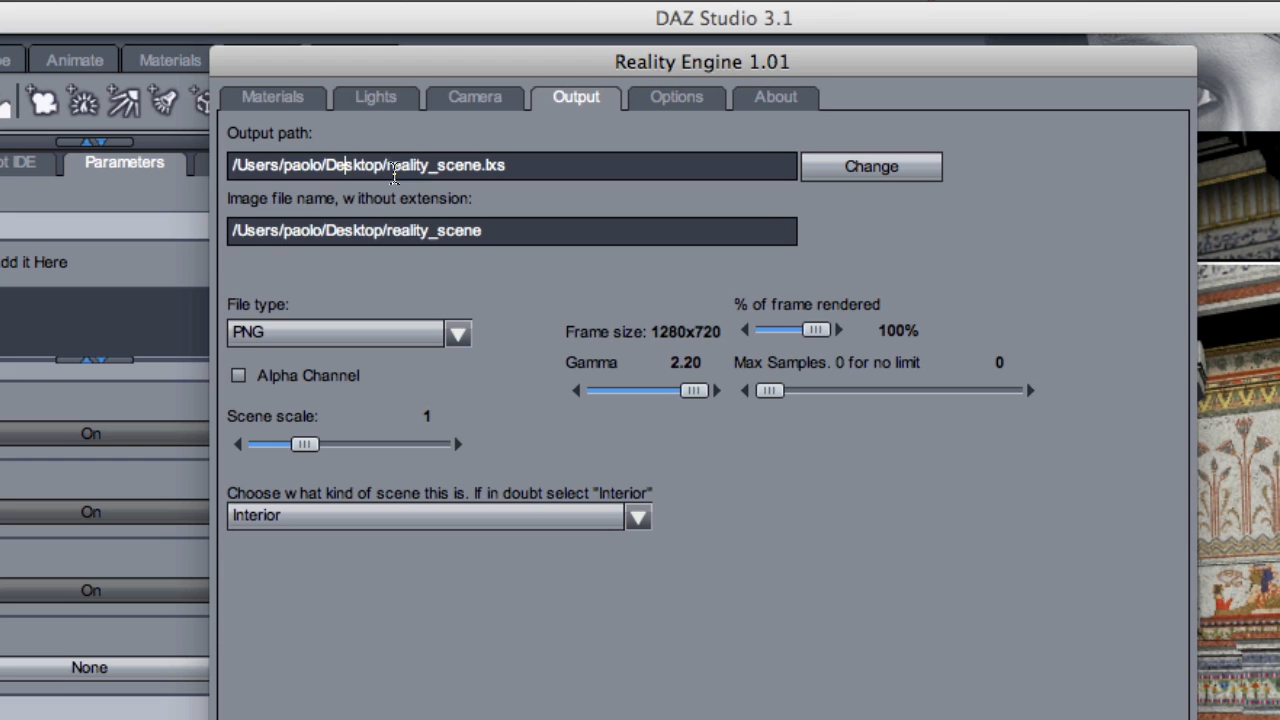 DAZ Studio 3.1
Animate
Materials
Reality Engine 1.01
Materials
Lights
Camera
Output
Options
About
Output path:
/Users/paolo/Desktop/reality_scene.lxs
Change
Image file name, without extension:
/Users/paolo/Desktop/reality_scene
IDE
Parameters
dd it Here
File type:
PNG
Alpha Channel
Scene scale:
1
Frame size: 1280x720
Gamma
2.20
% of frame rendered
100%
Max Samples. 0 for no limit
0
Choose what kind of scene this is. If in doubt select "Interior"
Interior
On
On
On
None